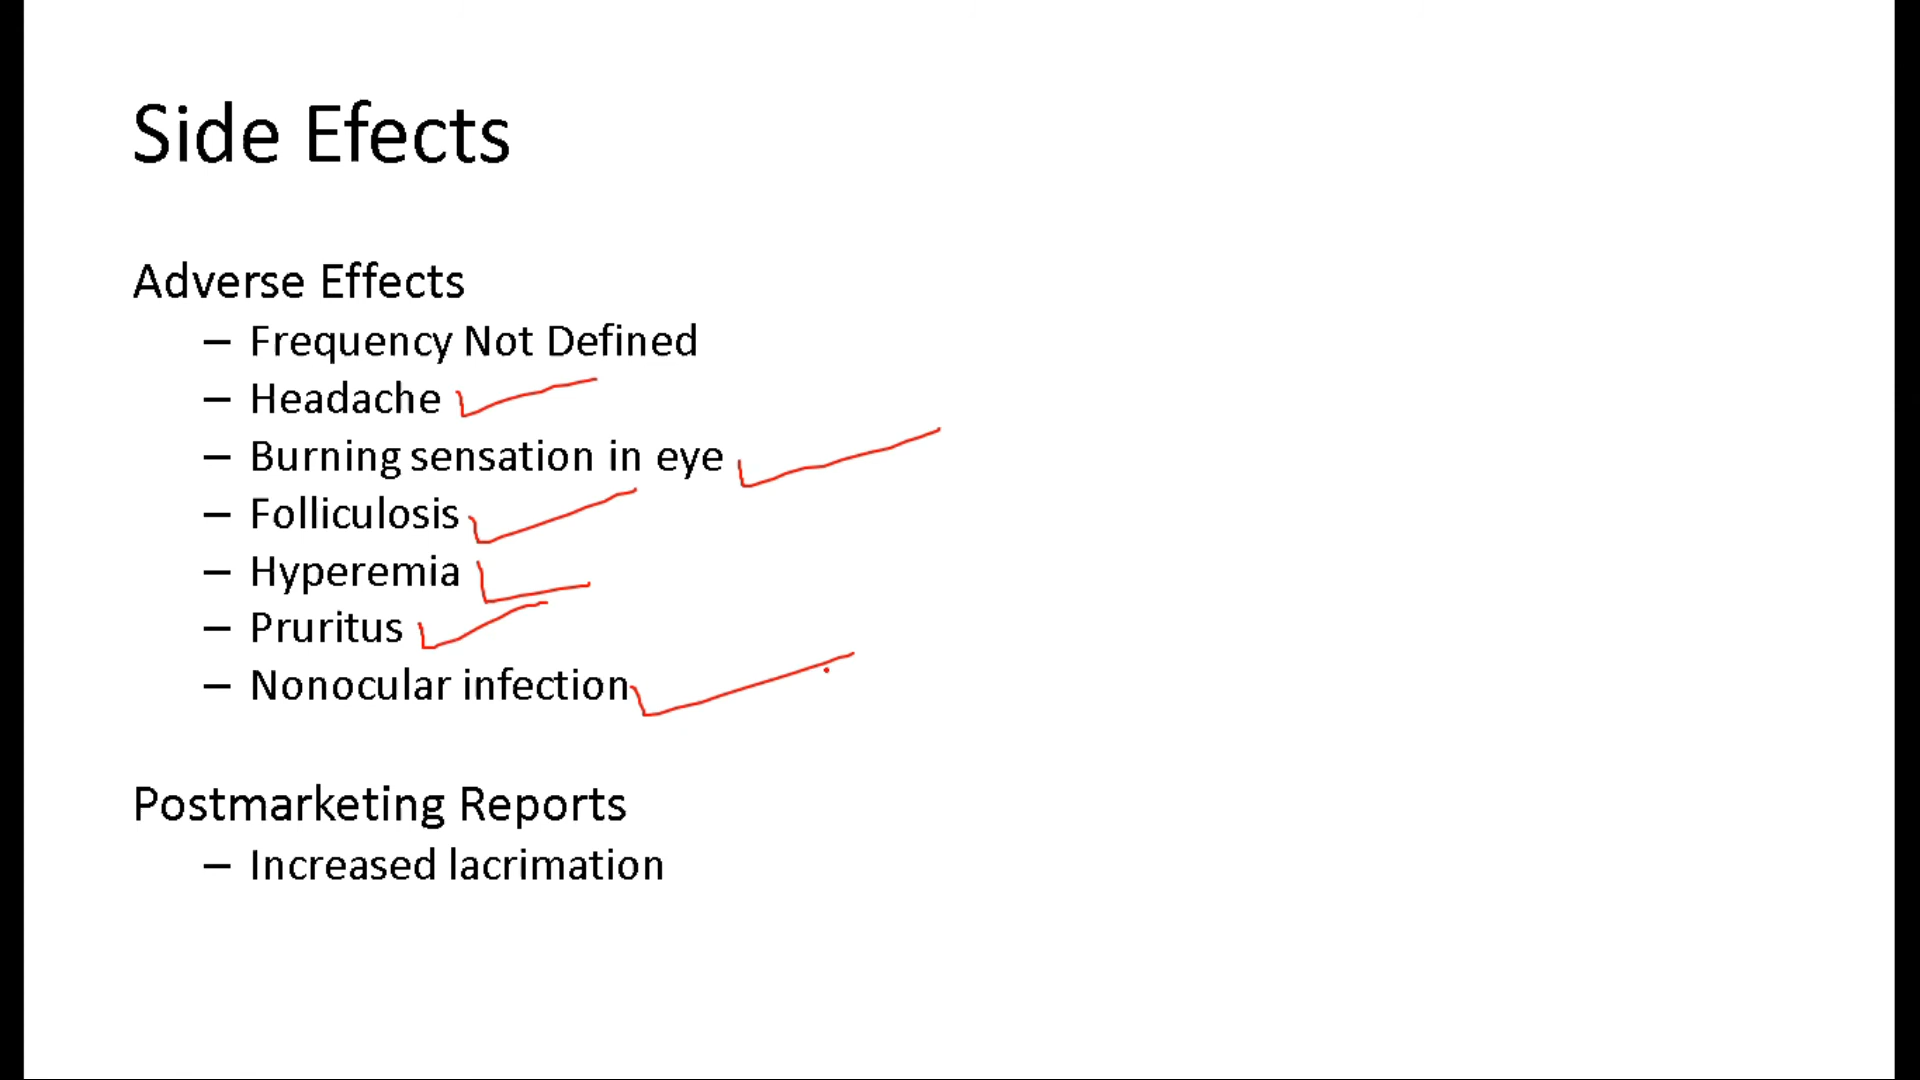 Side Efects
Adverse Effects
– Frequency Not Defined
– Headache
– Burning sensation in eye
– Folliculosis
– Hyperemia
– Pruritus
– Nonocular infection
Postmarketing Reports
– Increased lacrimation